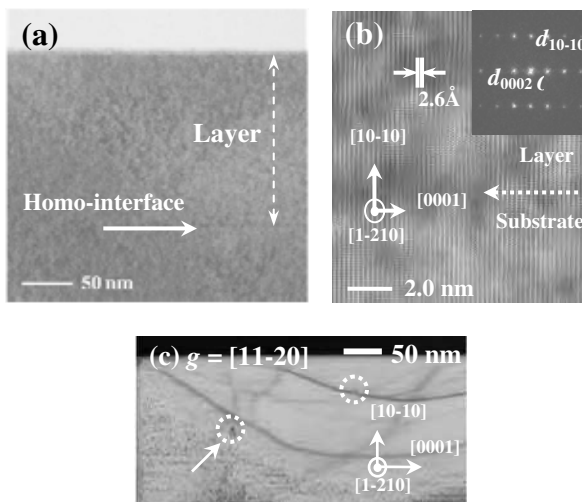 (a)
Layer
Homo-interface
50 nm
(b)
d10-10
d0002
2.6Å
[10-10]
[0001]
[1-210]
Layer
Substrate
2.0 nm
(c) g = [11-20]
50 nm
[10-10]
[0001]
[1-210]